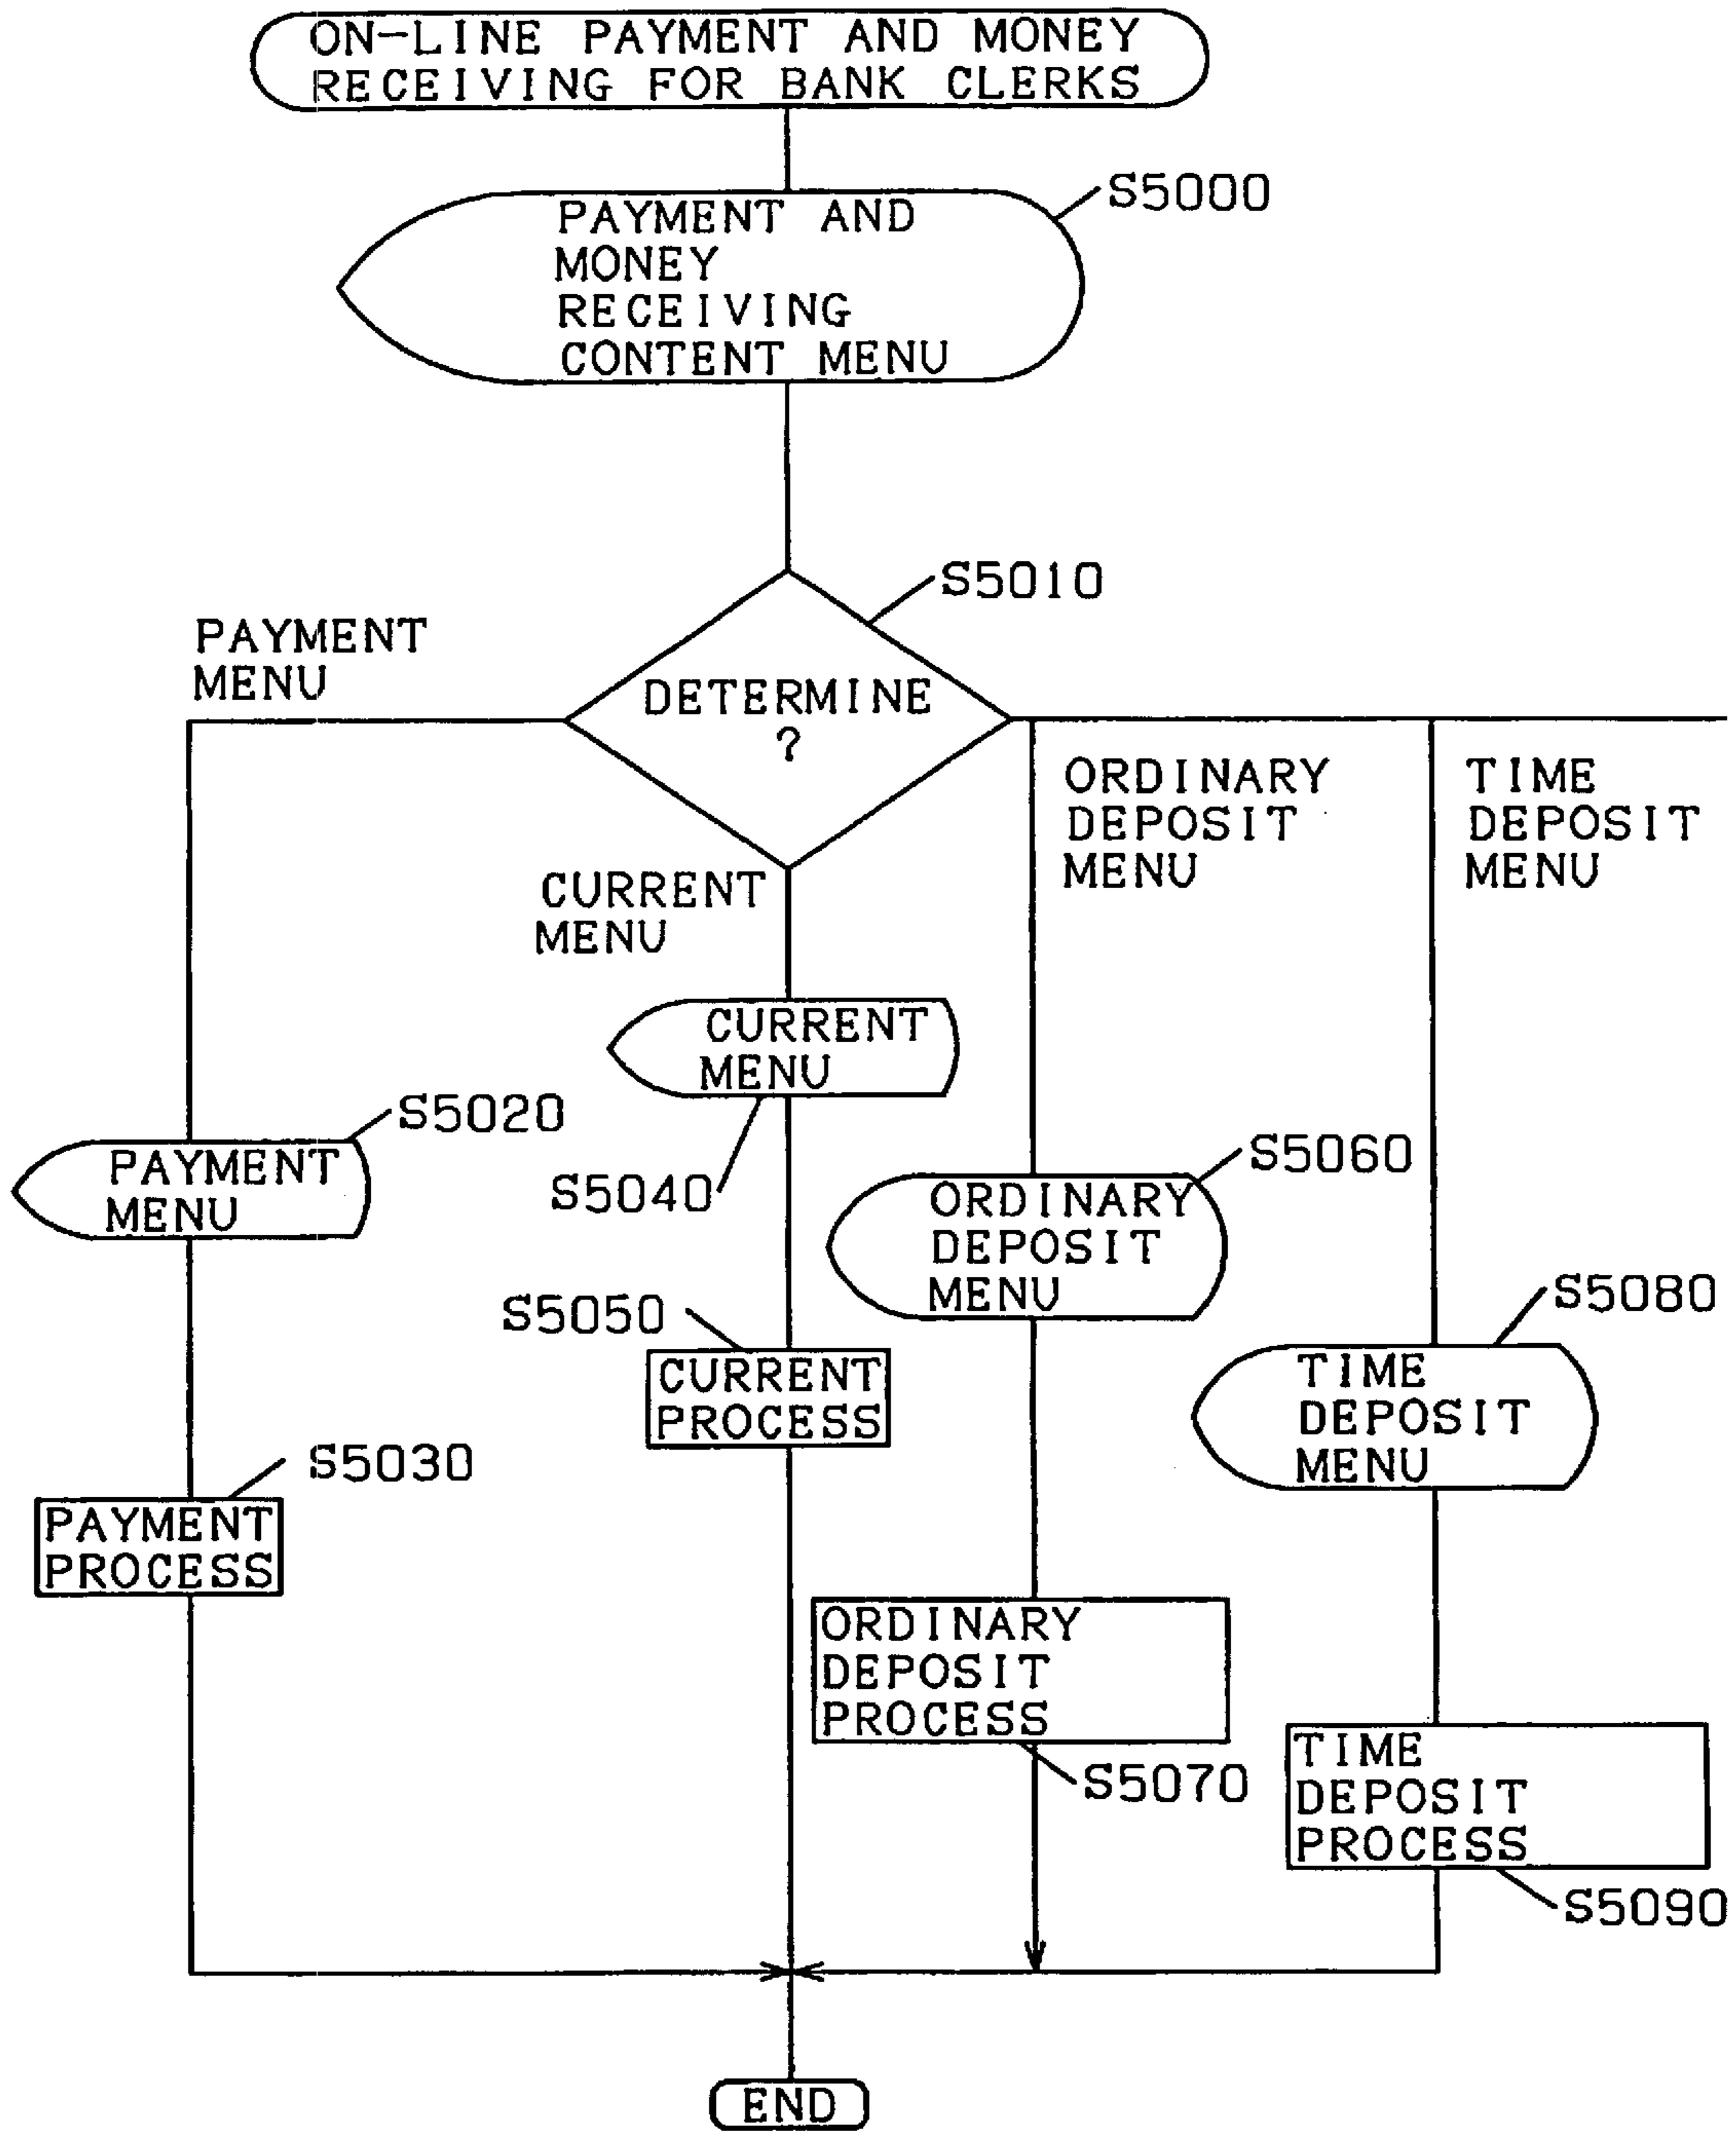 ON-LINE PAYMENT AND MONEY
RECEIVING FOR BANK CLERKS
S5000
PAYMENT AND
MONEY
RECEIVING
CONTENT MENU
S5010
PAYMENT
MENU
DETERMINE
?
ORDINARY
DEPOSIT
MENU
TIME
DEPOSIT
MENU
CURRENT
MENU
CURRENT
MENU
S5020
PAYMENT
MENU
S5040
S5060
ORDINARY
DEPOSIT
MENU
S5050
CURRENT
PROCESS
S5080
TIME
DEPOSIT
MENU
S5030
PAYMENT
PROCESS
ORDINARY
DEPOSIT
PROCESS
S5070
TIME
DEPOSIT
PROCESS
S5090
END